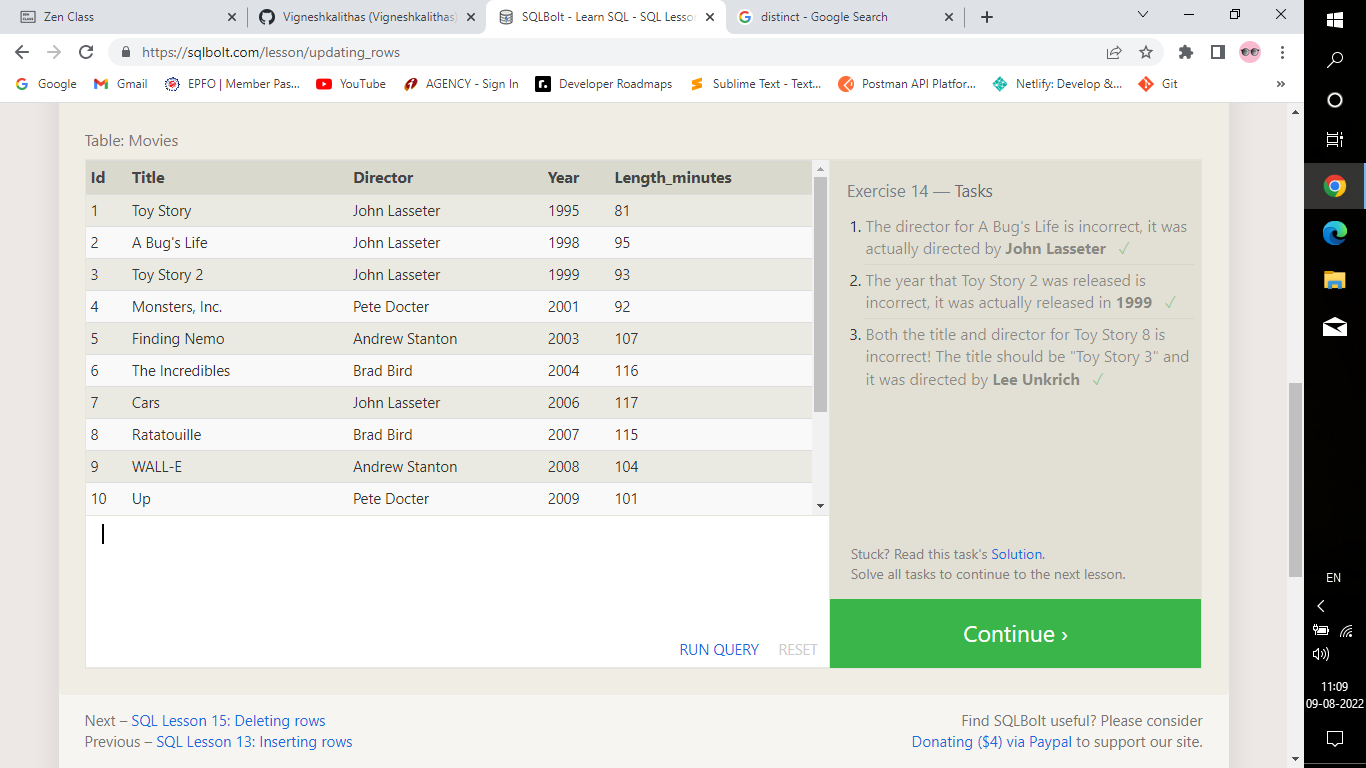 Zen Class
Vigneshkalithas (Vigneshkalithas)
SQLBolt - Learn SQL - SQL Lesso
distinct - Google Search
https://sqlbolt.com/lesson/updating_rows
Google
Gmail
EPFO | Member Pas...
YouTube
AGENCY - Sign In
Developer Roadmaps
Sublime Text - Text...
Postman API Platfor...
Netlify: Develop &...
Git
»
Table: Movies
Id Title Director Year Length_minutes
1 Toy Story John Lasseter 1995 81
2 A Bug's Life John Lasseter 1998 95
3 Toy Story 2 John Lasseter 1999 93
4 Monsters, Inc. Pete Docter 2001 92
5 Finding Nemo Andrew Stanton 2003 107
6 The Incredibles Brad Bird 2004 116
7 Cars John Lasseter 2006 117
8 Ratatouille Brad Bird 2007 115
9 WALL-E Andrew Stanton 2008 104
10 Up Pete Docter 2009 101
RUN QUERY RESET
Exercise 14 — Tasks
1. The director for A Bug's Life is incorrect, it was
actually directed by John Lasseter ✓
2. The year that Toy Story 2 was released is
incorrect, it was actually released in 1999 ✓
3. Both the title and director for Toy Story 8 is
incorrect! The title should be "Toy Story 3" and
it was directed by Lee Unkrich ✓
Stuck? Read this task's Solution.
Solve all tasks to continue to the next lesson.
Continue ›
Next – SQL Lesson 15: Deleting rows
Previous – SQL Lesson 13: Inserting rows
Find SQLBolt useful? Please consider
Donating ($4) via Paypal to support our site.
EN
11:09
09-08-2022